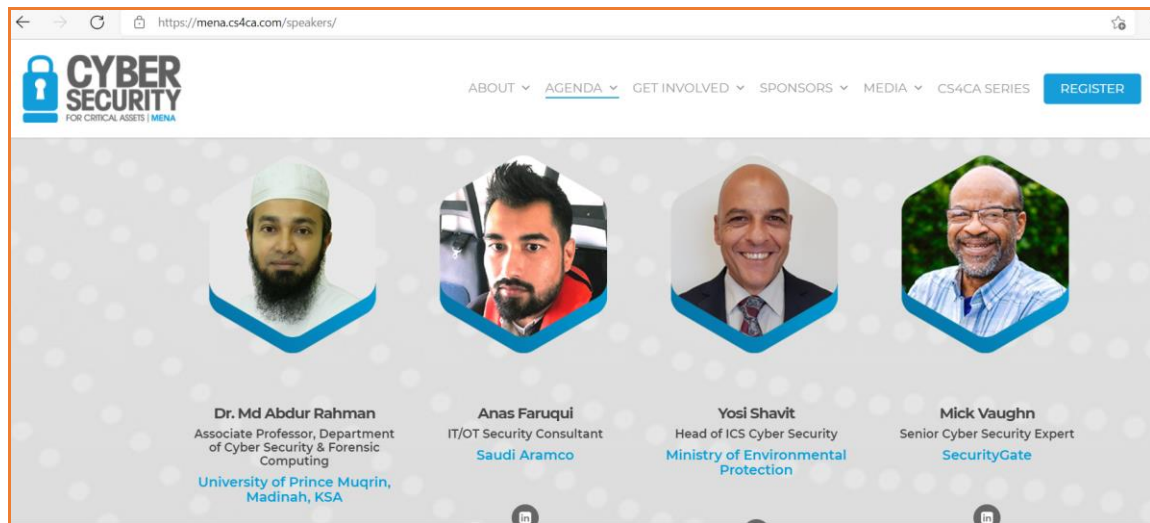 https://mena.cs4ca.com/speakers/
CYBER
SECURITY
FOR CRITICAL ASSETS | MENA
ABOUT AGENDA GET INVOLVED SPONSORS MEDIA CS4CA SERIES REGISTER
Dr. Md Abdur Rahman
Associate Professor, Department
of Cyber Security & Forensic
Computing
University of Prince Muqrin,
Madinah, KSA
Anas Faruqui
IT/OT Security Consultant
Saudi Aramco
Yosi Shavit
Head of ICS Cyber Security
Ministry of Environmental
Protection
Mick Vaughn
Senior Cyber Security Expert
SecurityGate
in
in